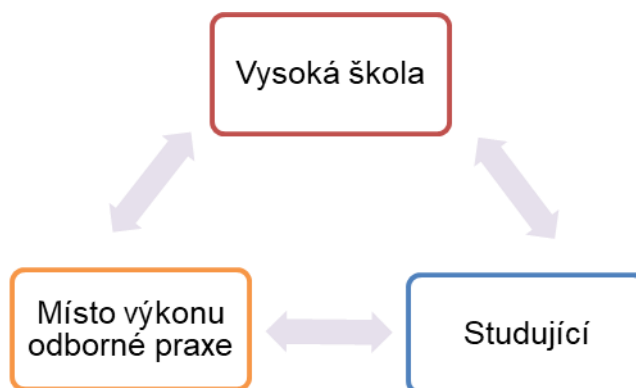 Vysoká škola
Místo výkonu
odborné praxe
Studující